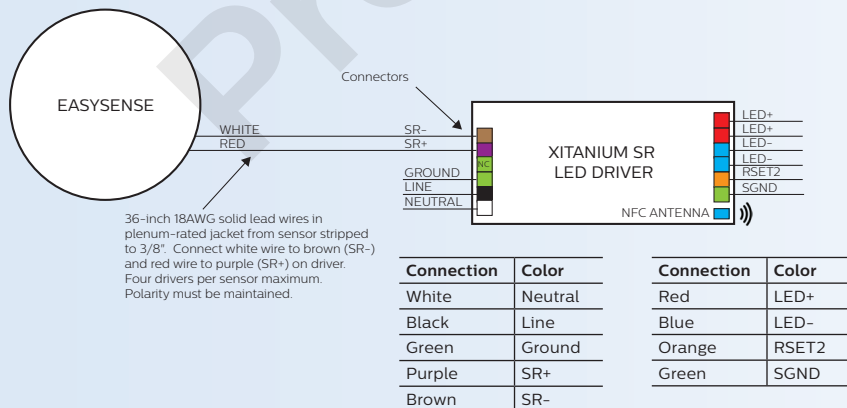 Pre
EASYSENSE
Connectors
WHITE
RED
SR-
SR+
NC
GROUND
LINE
NEUTRAL
XITANIUM SR
LED DRIVER
NFC ANTENNA
LED+
LED+
LED-
LED-
RSET2
SGND
36-inch 18AWG solid lead wires in
plenum-rated jacket from sensor stripped
to 3/8". Connect white wire to brown (SR-)
and red wire to purple (SR+) on driver.
Four drivers per sensor maximum.
Polarity must be maintained.
Connection Color
White Neutral
Black Line
Green Ground
Purple SR+
Brown SR-
Connection Color
Red LED+
Blue LED-
Orange RSET2
Green SGND